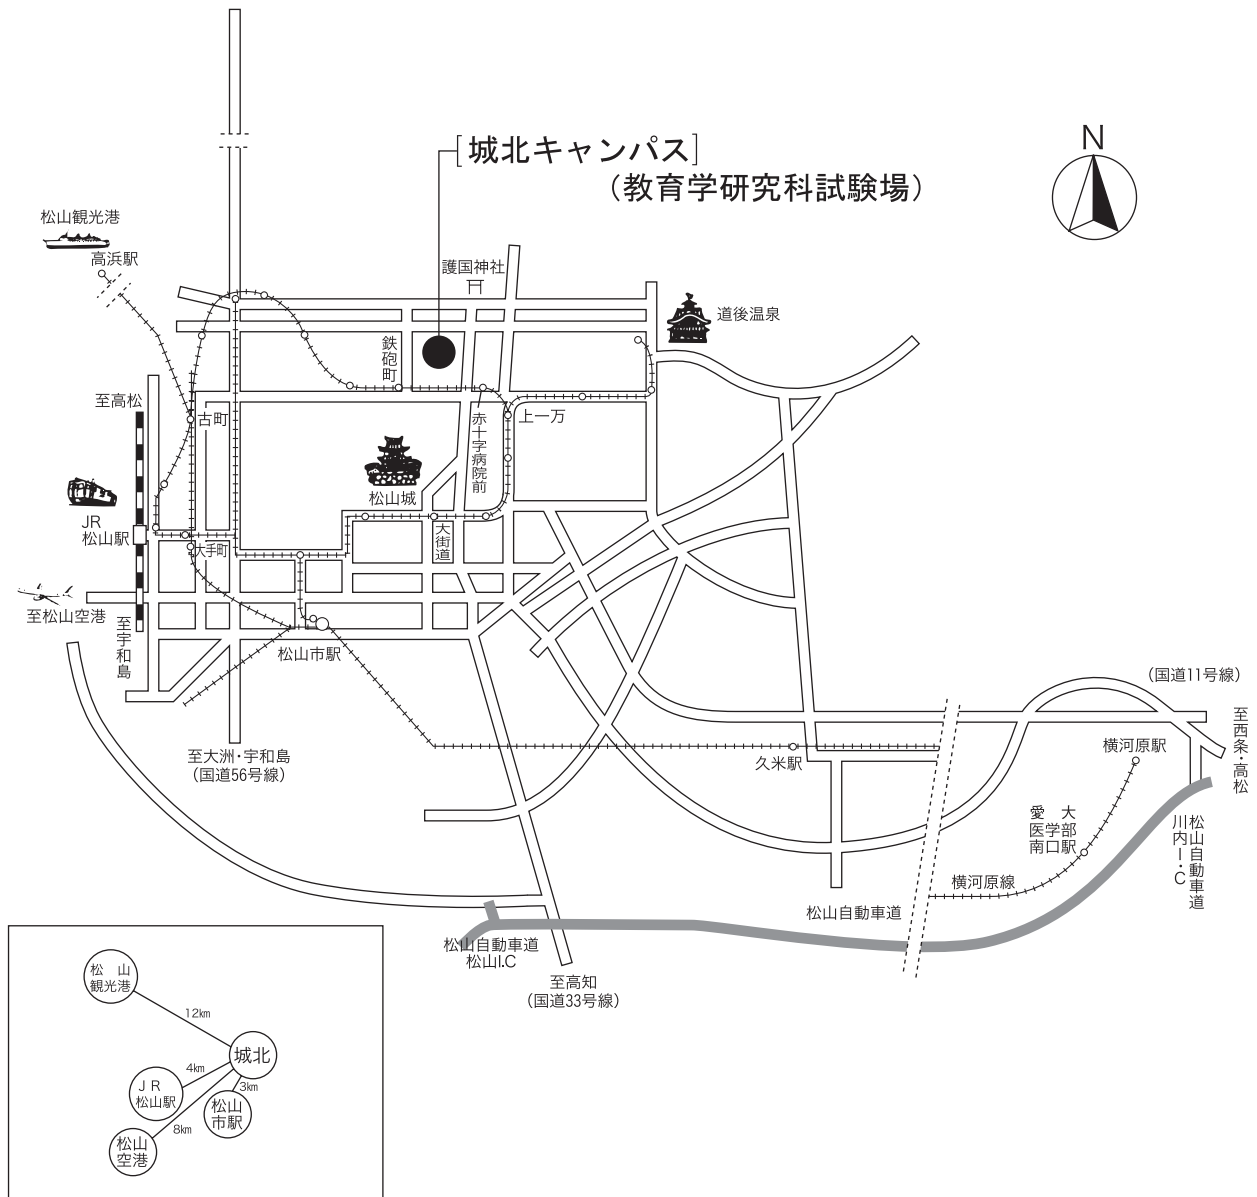 ［城北キャンパス］
（教育学研究科試験場）
N
松山観光港
高浜駅
護国神社
道後温泉
鉄砲町
至高松
古町
赤十字病院前
上一万
松山城
JR
松山駅
大手町
大街道
至松山空港
至宇和島
松山市駅
（国道11号線）
至西条・高松
至大洲・宇和島
（国道56号線）
久米駅
横河原駅
愛　大
医学部
南口駅
松山自動車道
川内I・C
横河原線
松山自動車道
松山自動車道
松山I.C
至高知
（国道33号線）
松　山
観光港
12km
城北
4km
JR
松山駅
3km
松山
市駅
8km
松山
空港